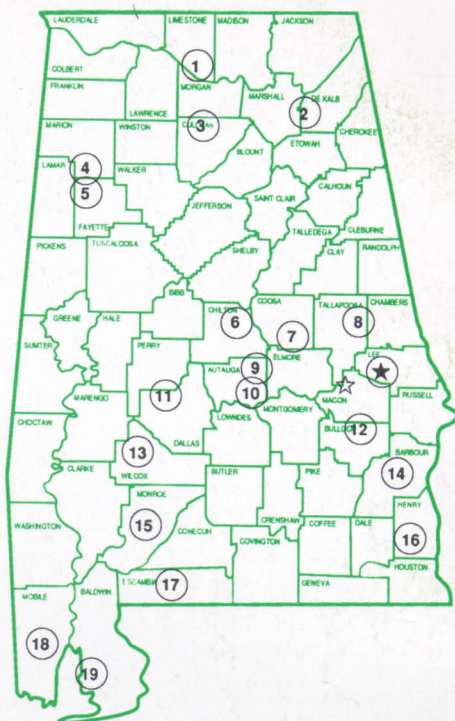 LAUDERDALE LIMESTONE MADISON JACKSON
1
COLBERT
MORGAN
FRANKLIN MARSHALL DE KALB
2
LAWRENCE
3
MARION WINSTON CULLMAN CHEROKEE
BLOUNT ETOWAH
LAMAR 4 WALKER
5
CALHOUN
JEFFERSON SAINT CLAIR
FAYETTE TALLEDEGA CLEBURNE
PICKENS TUSCALOOSA
SHELBY CLAY RANDOLPH
BIBB
COOSA TALLAPOOSA CHAMBERS
GREENE HALE CHILTON
6 7 8
SUMTER PERRY
AUTAUGA 9 ELMORE LEE
10 MACON
MARENGO 11 RUSSELL
LOWNDES MONTGOMERY
CHOCTAW BULLOCK 12
DALLAS
13 BARBOUR
CLARKE WILCOX BUTLER PIKE 14
MONROE
HENRY
WASHINGTON 15 CRENSHAW COFFEE DALE
CONECUH COVINGTON 16
HOUSTON
ESCAMBIA 17 GENEVA
MOBILE BALDWIN
18
19